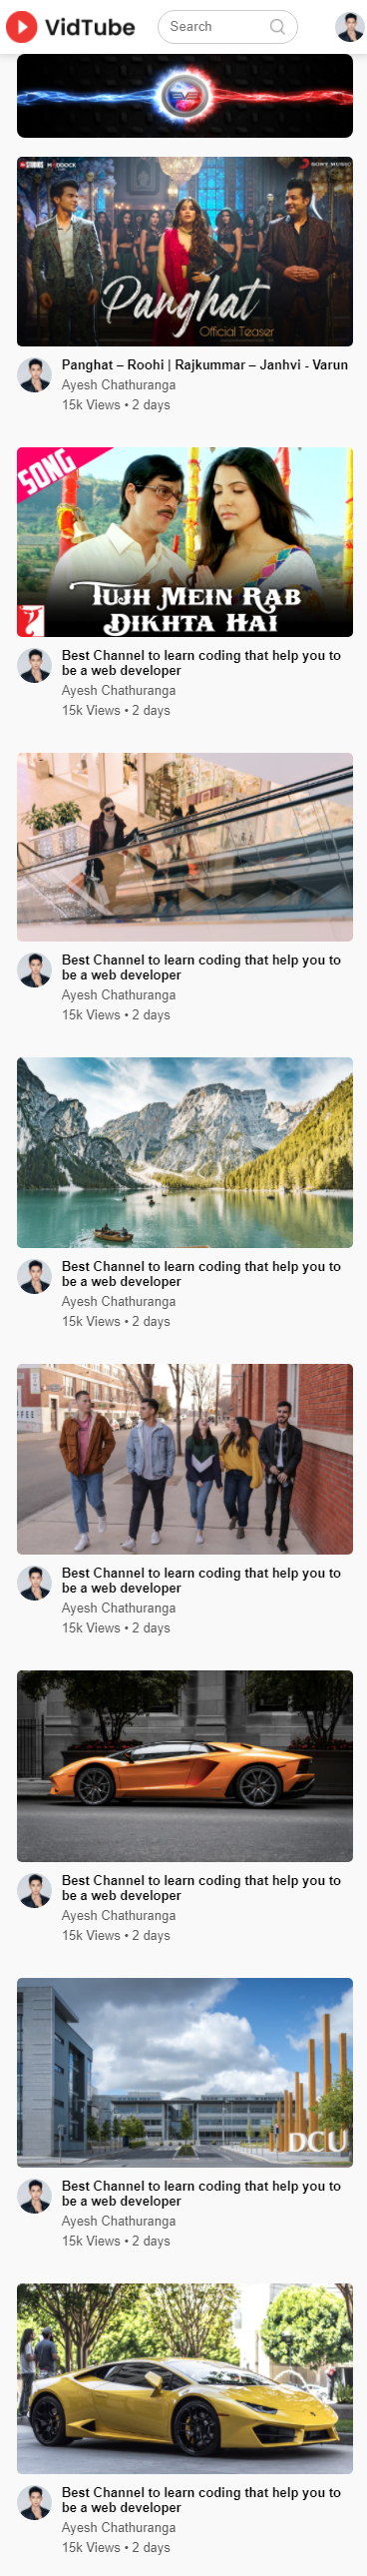 VidTube
Search
EVE
STUDIOS MADDOCK
SONY MUSIC
Panghat
Official Teaser
Panghat – Roohi | Rajkummar – Janhvi - Varun
Ayesh Chathuranga
15k Views • 2 days
SONG
TUJH MEIN RAB
DIKHTA HAI
Best Channel to learn coding that help you to
be a web developer
Ayesh Chathuranga
15k Views • 2 days
Best Channel to learn coding that help you to
be a web developer
Ayesh Chathuranga
15k Views • 2 days
Best Channel to learn coding that help you to
be a web developer
Ayesh Chathuranga
15k Views • 2 days
FFEE
Best Channel to learn coding that help you to
be a web developer
Ayesh Chathuranga
15k Views • 2 days
Best Channel to learn coding that help you to
be a web developer
Ayesh Chathuranga
15k Views • 2 days
DCU
Best Channel to learn coding that help you to
be a web developer
Ayesh Chathuranga
15k Views • 2 days
Best Channel to learn coding that help you to
be a web developer
Ayesh Chathuranga
15k Views • 2 days